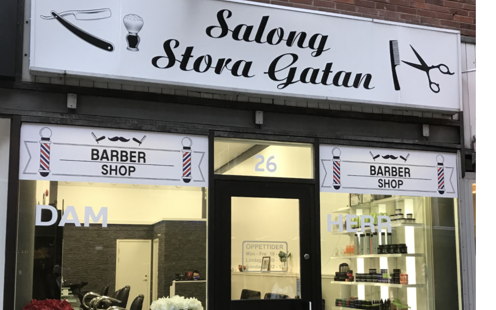 Salong
Stora Gatan
BARBER
SHOP
26
BARBER
SHOP
DAM
HERR
ÖPPETTIDER